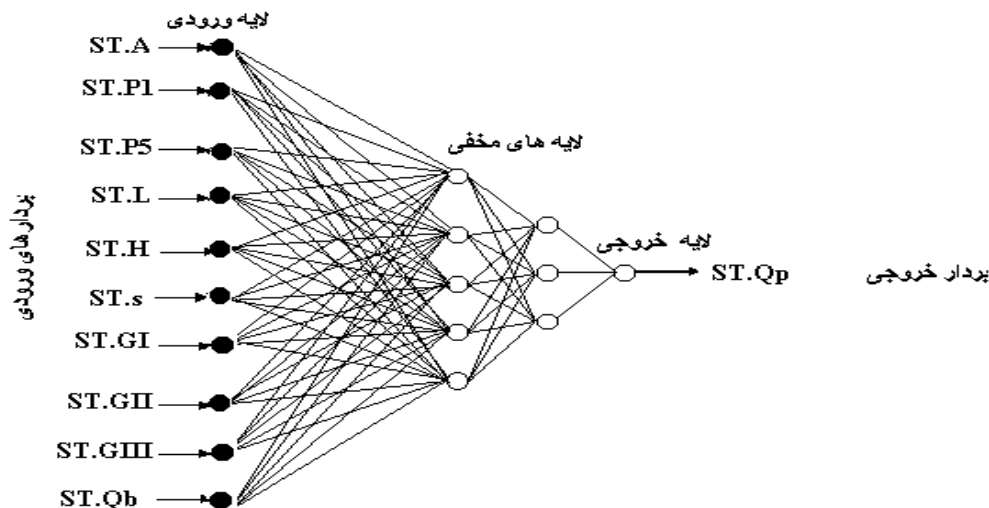 لایه ورودی
ST.A
ST.P1
ST.P5
ST.L
ST.H
ST.s
ST.GI
ST.GII
ST.GIII
ST.Qb
بردارهای ورودی
لایه های مخفی
لایه خروجی
ST.Qp
بردار خروجی